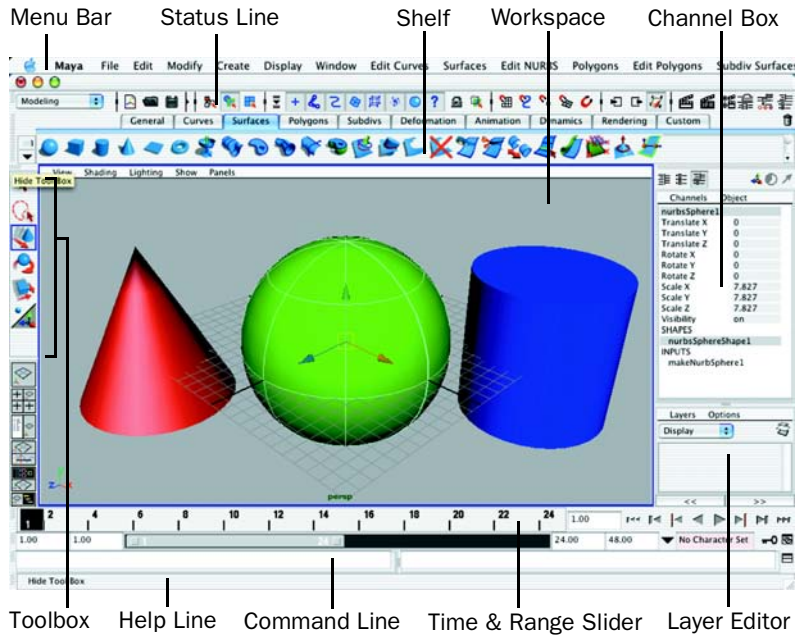 Menu Bar Status Line Shelf Workspace Channel Box
Maya File Edit Modify Create Display Window Edit Curves Surfaces Edit NURBS Polygons Edit Polygons Subdiv Surfaces
Modeling
General Curves Surfaces Polygons Subdivs Deformation Animation Dynamics Rendering Custom
View Shading Lighting Show Panels
Hide ToolBox
Channels Object
nurbsSphere1
Translate X 0
Translate Y 0
Translate Z 0
Rotate X 0
Rotate Y 0
Rotate Z 0
Scale X 7.827
Scale Y 7.827
Scale Z 7.827
Visibility on
SHAPES
nurbsSphereShape1
INPUTS
makeNurbSphere1
Layers Options
Display
<< >>
z x
persp
1 2 4 6 8 10 12 14 16 18 20 22 24 1.00
1.00 1.00 1 24 24.00 48.00 No Character Set
Hide ToolBox
Toolbox Help Line Command Line Time & Range Slider Layer Editor